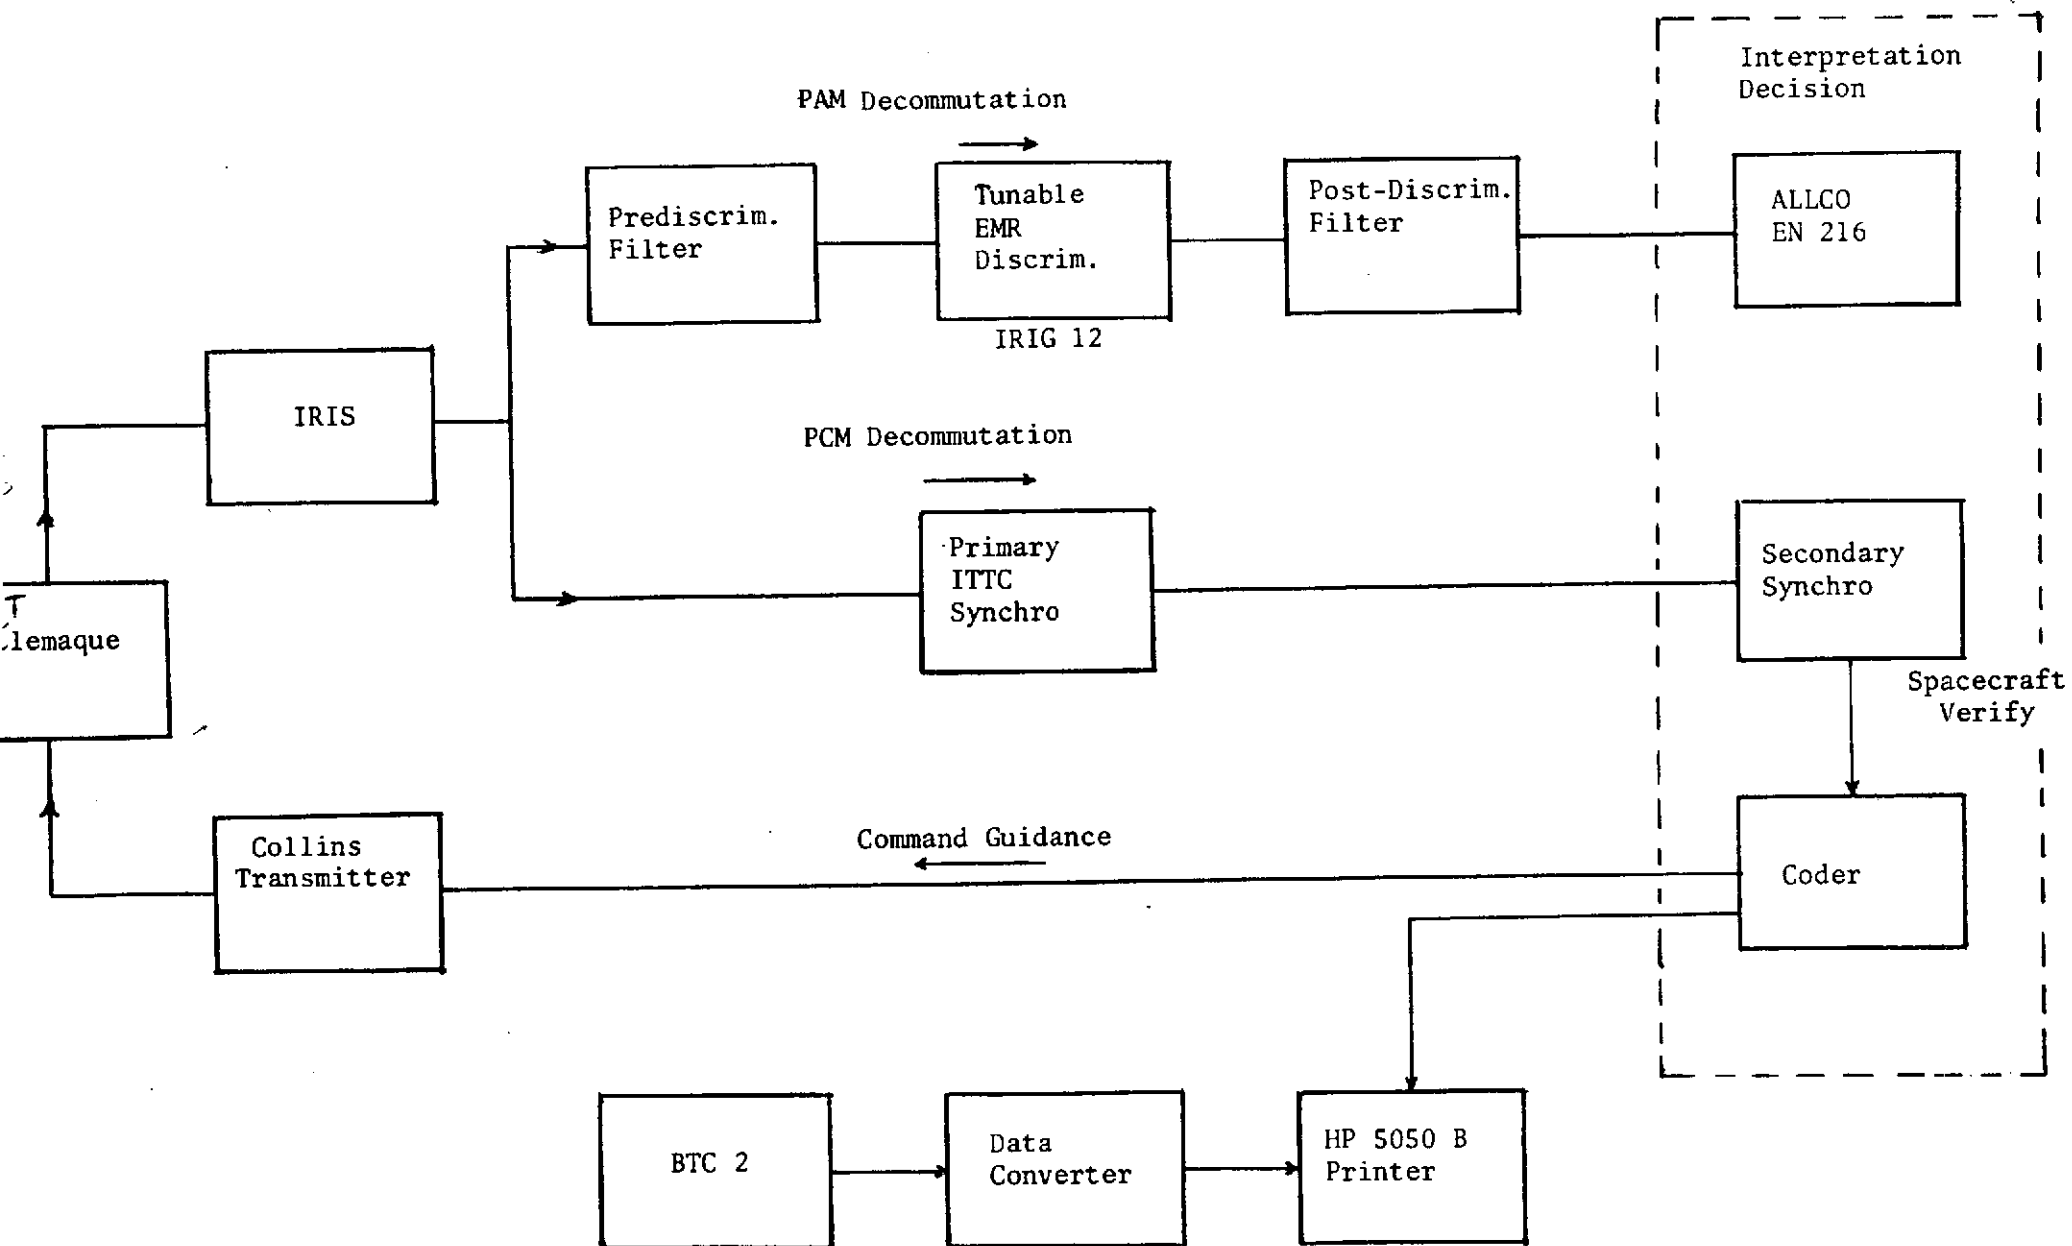 Interpretation
Decision
PAM Decommutation
Prediscrim.
Filter
Tunable
EMR
Discrim.
Post-Discrim.
Filter
ALLCO
EN 216
IRIG 12
IRIS
PCM Decommutation
Primary
ITTC
Synchro
Secondary
Synchro
T
lemaque
Spacecraft
Verify
Collins
Transmitter
Command Guidance
Coder
BTC 2
Data
Converter
HP 5050 B
Printer